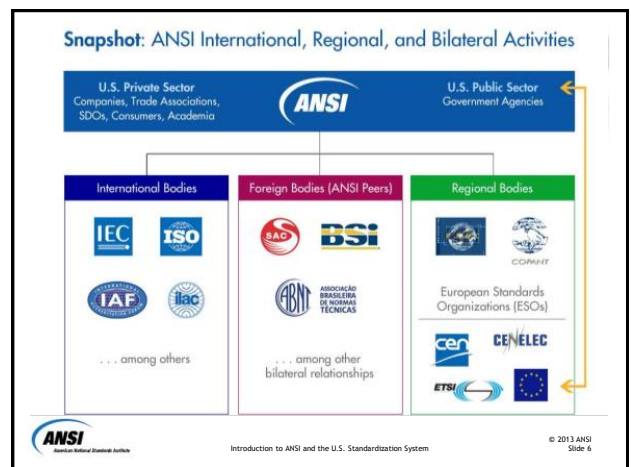 Snapshot: ANSI International, Regional, and Bilateral Activities
U.S. Private Sector
Companies, Trade Associations,
SDOs, Consumers, Academia
ANSI
U.S. Public Sector
Government Agencies
International Bodies
IEC
ISO
IAF
ilac
. . . among others
Foreign Bodies (ANSI Peers)
SAC
BSi
ABNT
ASSOCIAÇÃO
BRASILEIRA
DE NORMAS
TÉCNICAS
. . . among other
bilateral relationships
Regional Bodies
COPANT
European Standards
Organizations (ESOs)
cen
CENELEC
ETSI
ANSI
American National Standards Institute
Introduction to ANSI and the U.S. Standardization System
© 2013 ANSI
Slide 6